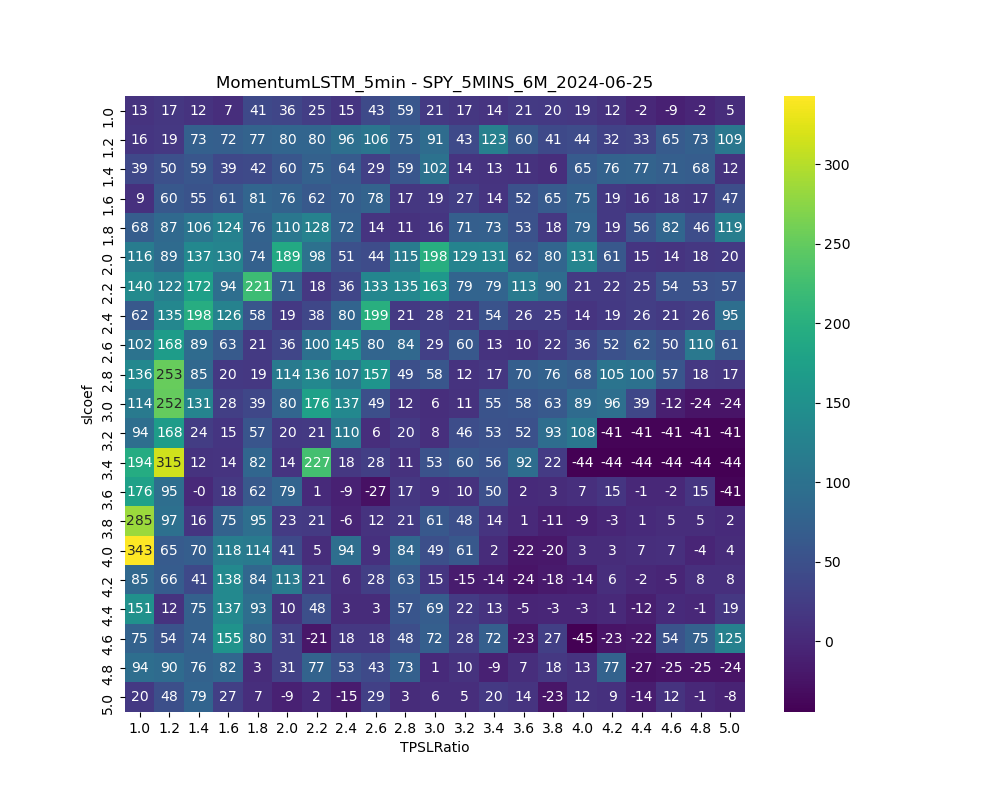 MomentumLSTM_5min - SPY_5MINS_6M_2024-06-25
1.0 13 17 12 7 41 36 25 15 43 59 21 17 14 21 20 19 12 -2 -9 -2 5
1.2 16 19 73 72 77 80 80 96 106 75 91 43 123 60 41 44 32 33 65 73 109
1.4 39 50 59 39 42 60 75 64 29 59 102 14 13 11 6 65 76 77 71 68 12
1.6 9 60 55 61 81 76 62 70 78 17 19 27 14 52 65 75 19 16 18 17 47
1.8 68 87 106 124 76 110 128 72 14 11 16 71 73 53 18 79 19 56 82 46 119
2.0 116 89 137 130 74 189 98 51 44 115 198 129 131 62 80 131 61 15 14 18 20
2.2 140 122 172 94 221 71 18 36 133 135 163 79 79 113 90 21 22 25 54 53 57
2.4 62 135 198 126 58 19 38 80 199 21 28 21 54 26 25 14 19 26 21 26 95
2.6 102 168 89 63 21 36 100 145 80 84 29 60 13 10 22 36 52 62 50 110 61
2.8 136 253 85 20 19 114 136 107 157 49 58 12 17 70 76 68 105 100 57 18 17
3.0 114 252 131 28 39 80 176 137 49 12 6 11 55 58 63 89 96 39 -12 -24 -24
3.2 94 168 24 15 57 20 21 110 6 20 8 46 53 52 93 108 -41 -41 -41 -41 -41
3.4 194 315 12 14 82 14 227 18 28 11 53 60 56 92 22 -44 -44 -44 -44 -44 -44
3.6 176 95 -0 18 62 79 1 -9 -27 17 9 10 50 2 3 7 15 -1 -2 15 -41
3.8 285 97 16 75 95 23 21 -6 12 21 61 48 14 1 -11 -9 -3 1 5 5 2
4.0 343 65 70 118 114 41 5 94 9 84 49 61 2 -22 -20 3 3 7 7 -4 4
4.2 85 66 41 138 84 113 21 6 28 63 15 -15 -14 -24 -18 -14 6 -2 -5 8 8
4.4 151 12 75 137 93 10 48 3 3 57 69 22 13 -5 -3 -3 1 -12 2 -1 19
4.6 75 54 74 155 80 31 -21 18 18 48 72 28 72 -23 27 -45 -23 -22 54 75 125
4.8 94 90 76 82 3 31 77 53 43 73 1 10 -9 7 18 13 77 -27 -25 -25 -24
5.0 20 48 79 27 7 -9 2 -15 29 3 6 5 20 14 -23 12 9 -14 12 -1 -8
1.0 1.2 1.4 1.6 1.8 2.0 2.2 2.4 2.6 2.8 3.0 3.2 3.4 3.6 3.8 4.0 4.2 4.4 4.6 4.8 5.0
TPSLRatio
slcoef
300
250
200
150
100
50
0